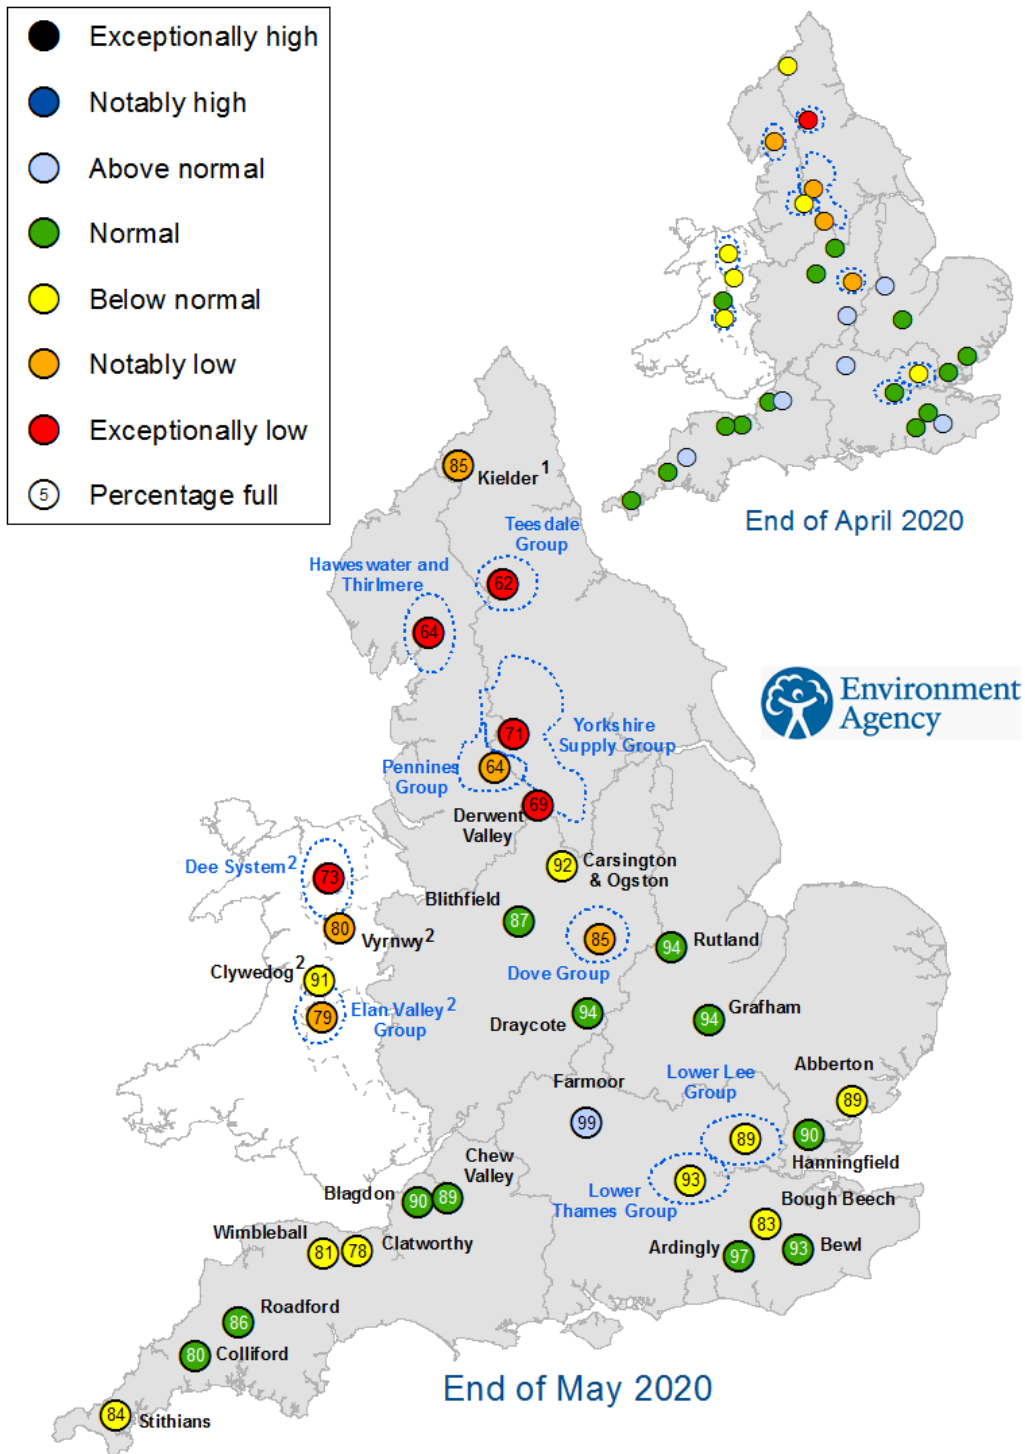 Exceptionally high
Notably high
Above normal
Normal
Below normal
Notably low
Exceptionally low
5 Percentage full
End of April 2020
85
Kielder 1
Teesdale
Group
62
Haweswater and
Thirlmere
64
Environment
Agency
71
Yorkshire
Supply Group
Pennines
Group
64
69
Derwent
Valley
Dee System 2
73
92
Carsington
& Ogston
Blithfield
87
80
Vyrnwy 2
85
Dove Group
94
Rutland
Clywedog 2
91
79
Elan Valley 2
Group
Draycote
94
94
Grafham
Farmoor
99
Lower Lee
Group
89
Abberton
89
90
Hanningfield
Chew
Valley
Blagdon
90
89
93
Lower
Thames Group
Bough Beech
83
Wimbleball
81
78
Clatworthy
Ardingly
97
93
Bewl
Roadford
86
80
Colliford
End of May 2020
84
Stithians